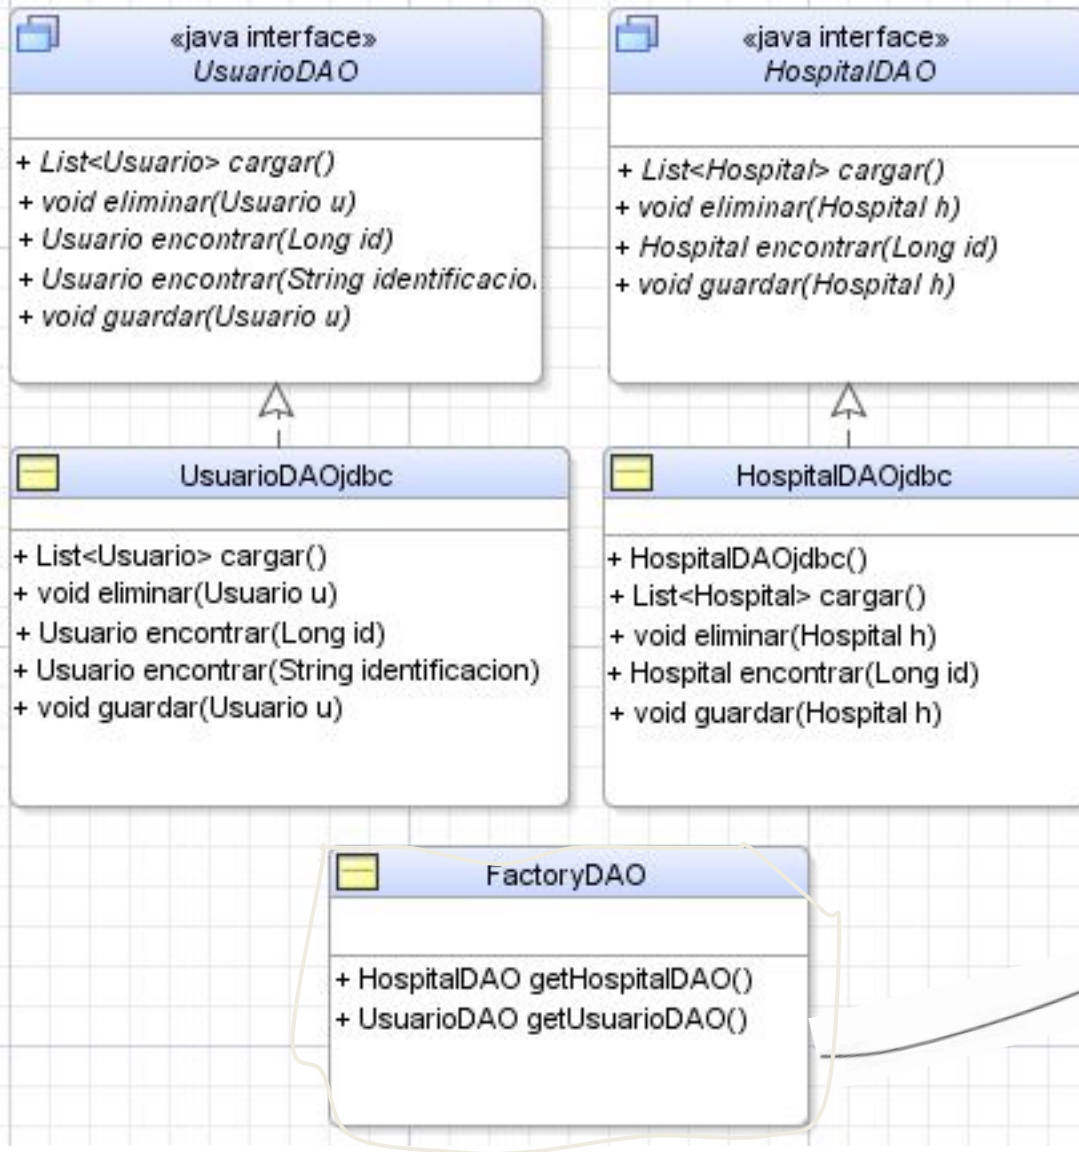 «java interface»
UsuarioDAO
+ List<Usuario> cargar()
+ void eliminar(Usuario u)
+ Usuario encontrar(Long id)
+ Usuario encontrar(String identificacio
+ void guardar(Usuario u)
«java interface»
HospitalDAO
+ List<Hospital> cargar()
+ void eliminar(Hospital h)
+ Hospital encontrar(Long id)
+ void guardar(Hospital h)
UsuarioDAOjdbc
+ List<Usuario> cargar()
+ void eliminar(Usuario u)
+ Usuario encontrar(Long id)
+ Usuario encontrar(String identificacion)
+ void guardar(Usuario u)
HospitalDAOjdbc
+ HospitalDAOjdbc()
+ List<Hospital> cargar()
+ void eliminar(Hospital h)
+ Hospital encontrar(Long id)
+ void guardar(Hospital h)
FactoryDAO
+ HospitalDAO getHospitalDAO()
+ UsuarioDAO getUsuarioDAO()